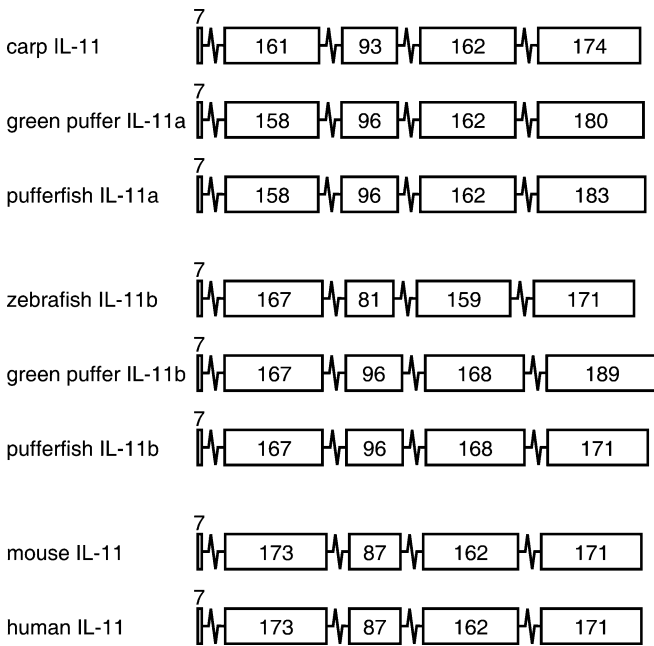 7
carp IL-11 161 93 162 174
7
green puffer IL-11a 158 96 162 180
7
pufferfish IL-11a 158 96 162 183
7
zebrafish IL-11b 167 81 159 171
7
green puffer IL-11b 167 96 168 189
7
pufferfish IL-11b 167 96 168 171
7
mouse IL-11 173 87 162 171
7
human IL-11 173 87 162 171